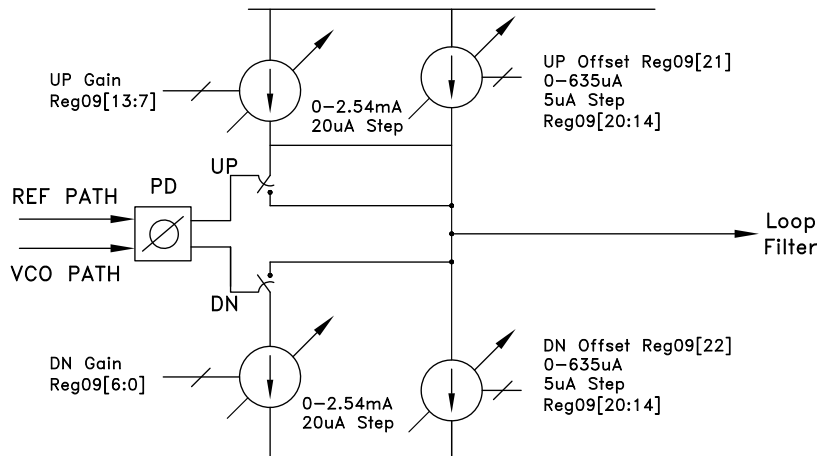 UP Gain
Reg09[13:7]
0-2.54mA
20uA Step
UP Offset Reg09[21]
0-635uA
5uA Step
Reg09[20:14]
UP
PD
REF PATH
VCO PATH
Loop
Filter
DN
DN Gain
Reg09[6:0]
0-2.54mA
20uA Step
DN Offset Reg09[22]
0-635uA
5uA Step
Reg09[20:14]